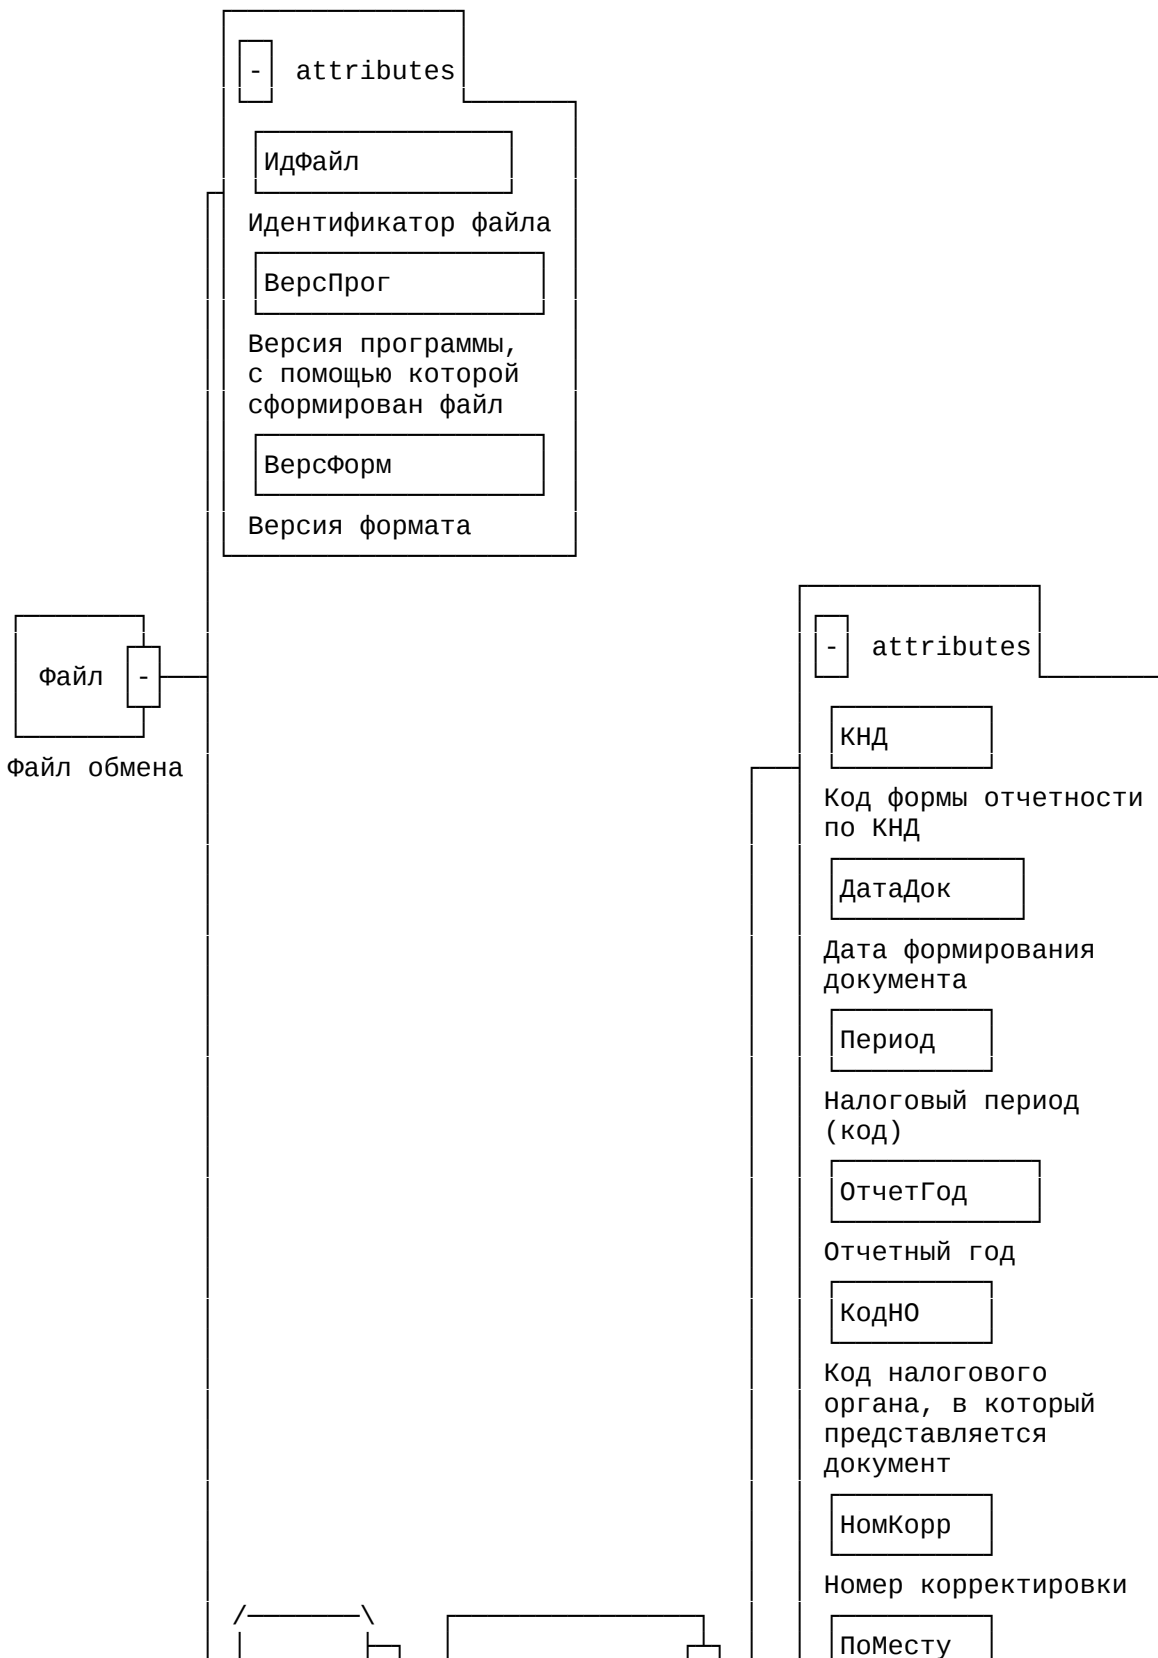 - attributes
ИдФайл
Идентификатор файла
ВерсПрог
Версия программы,
с помощью которой
сформирован файл
ВерсФорм
Версия формата
Файл -
Файл обмена
- attributes
КНД
Код формы отчетности
по КНД
ДатаДок
Дата формирования
документа
Период
Налоговый период
(код)
ОтчетГод
Отчетный год
КодНО
Код налогового
органа, в который
представляется
документ
НомКорр
Номер корректировки
ПоМесту